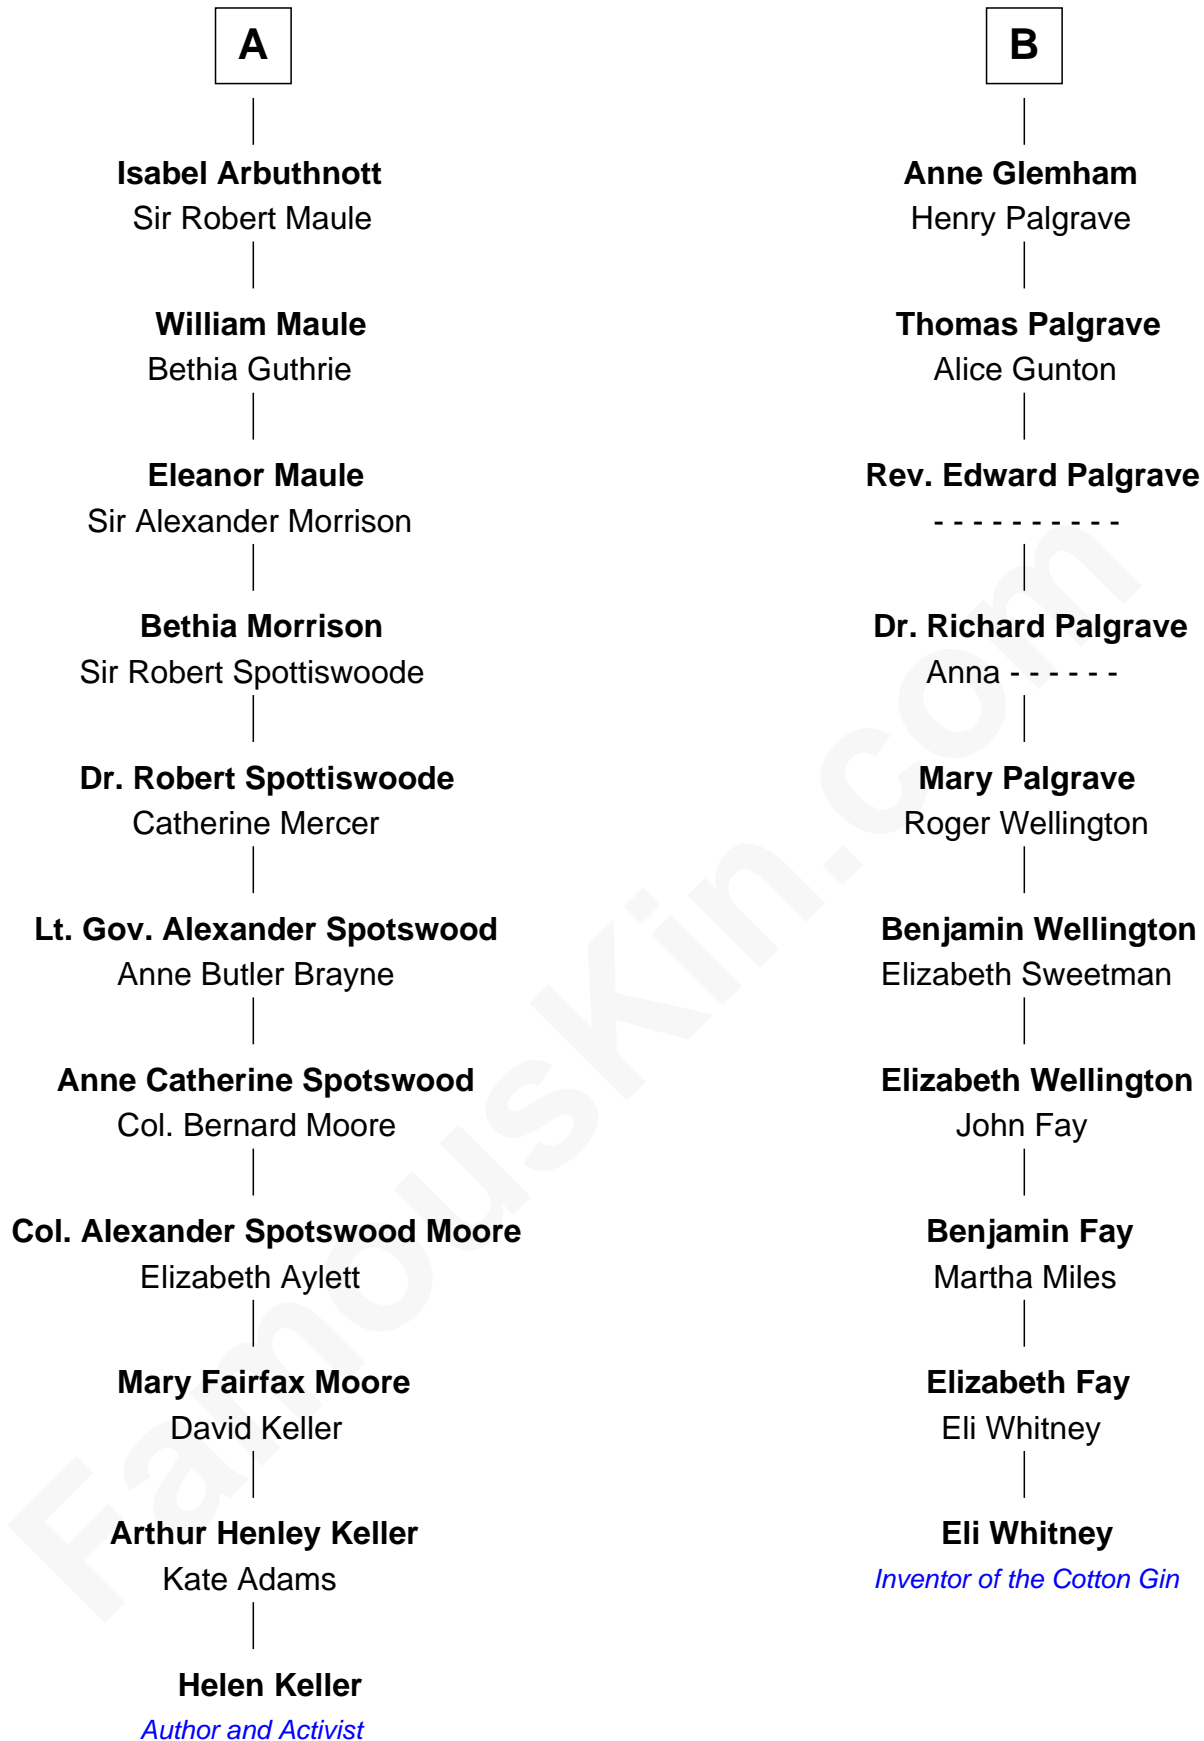 A
Isabel Arbuthnott
Sir Robert Maule
William Maule
Bethia Guthrie
Eleanor Maule
Sir Alexander Morrison
Bethia Morrison
Sir Robert Spottiswoode
Dr. Robert Spottiswoode
Catherine Mercer
Lt. Gov. Alexander Spotswood
Anne Butler Brayne
Anne Catherine Spotswood
Col. Bernard Moore
Col. Alexander Spotswood Moore
Elizabeth Aylett
Mary Fairfax Moore
David Keller
Arthur Henley Keller
Kate Adams
Helen Keller
Author and Activist
B
Anne Glemham
Henry Palgrave
Thomas Palgrave
Alice Gunton
Rev. Edward Palgrave
- - - - - - - - - -
Dr. Richard Palgrave
Anna - - - - - -
Mary Palgrave
Roger Wellington
Benjamin Wellington
Elizabeth Sweetman
Elizabeth Wellington
John Fay
Benjamin Fay
Martha Miles
Elizabeth Fay
Eli Whitney
Eli Whitney
Inventor of the Cotton Gin
FamousKin.com